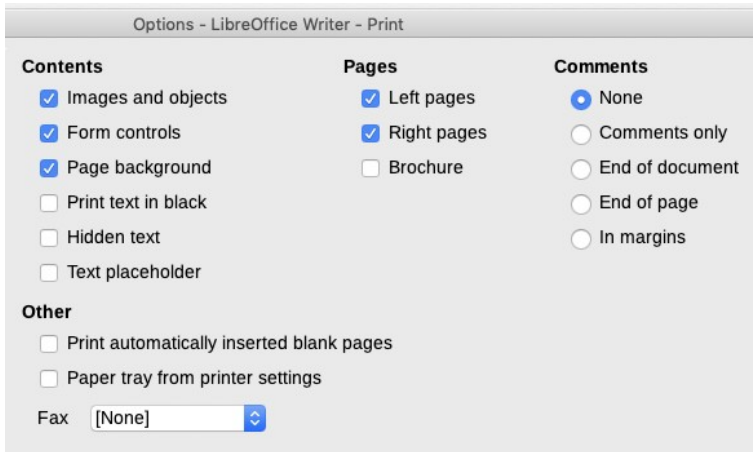 Options - LibreOffice Writer - Print
Contents
Images and objects
Form controls
Page background
Print text in black
Hidden text
Text placeholder
Pages
Left pages
Right pages
Brochure
Comments
None
Comments only
End of document
End of page
In margins
Other
Print automatically inserted blank pages
Paper tray from printer settings
Fax [None]